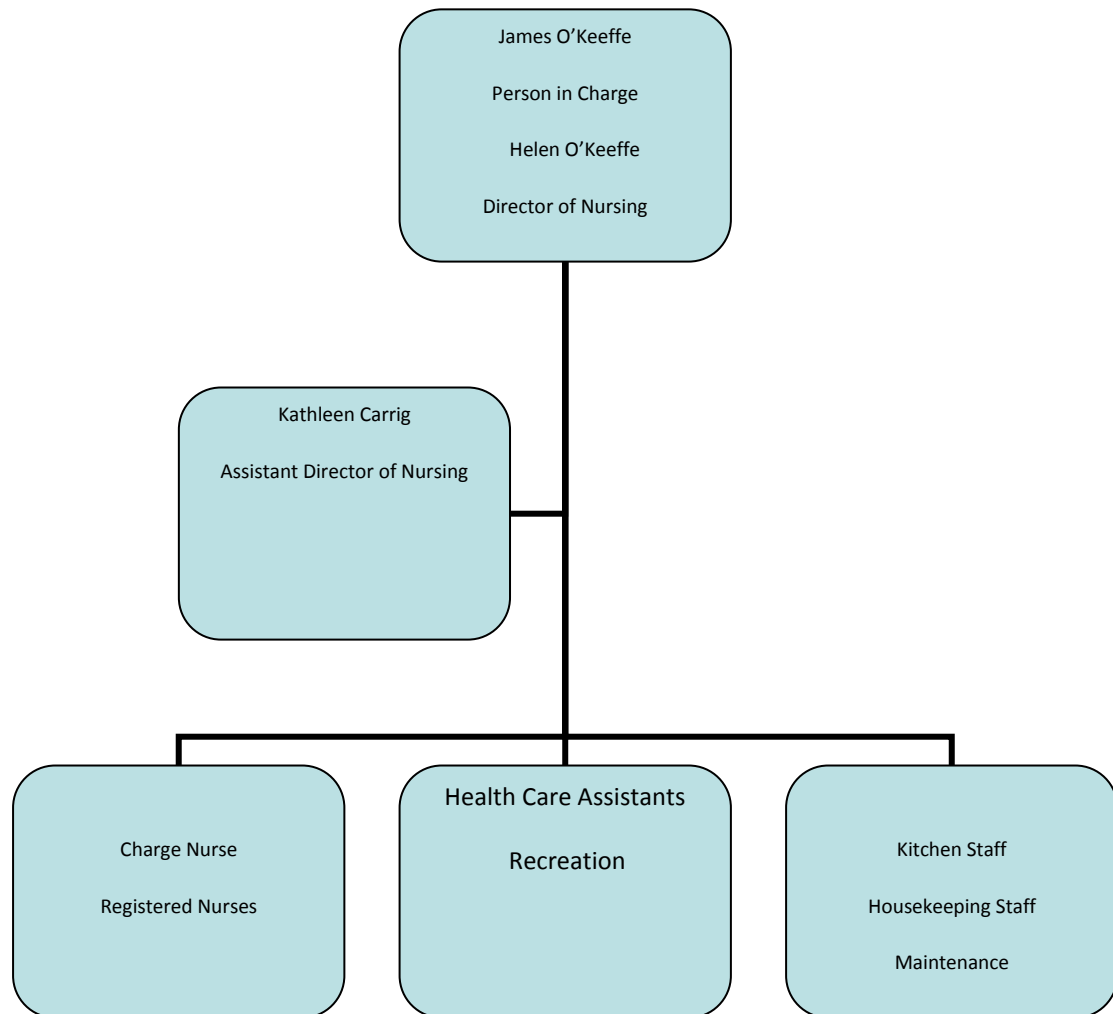 James O’Keeffe
Person in Charge
Helen O’Keeffe
Director of Nursing
Kathleen Carrig
Assistant Director of Nursing
Charge Nurse
Registered Nurses
Health Care Assistants
Recreation
Kitchen Staff
Housekeeping Staff
Maintenance